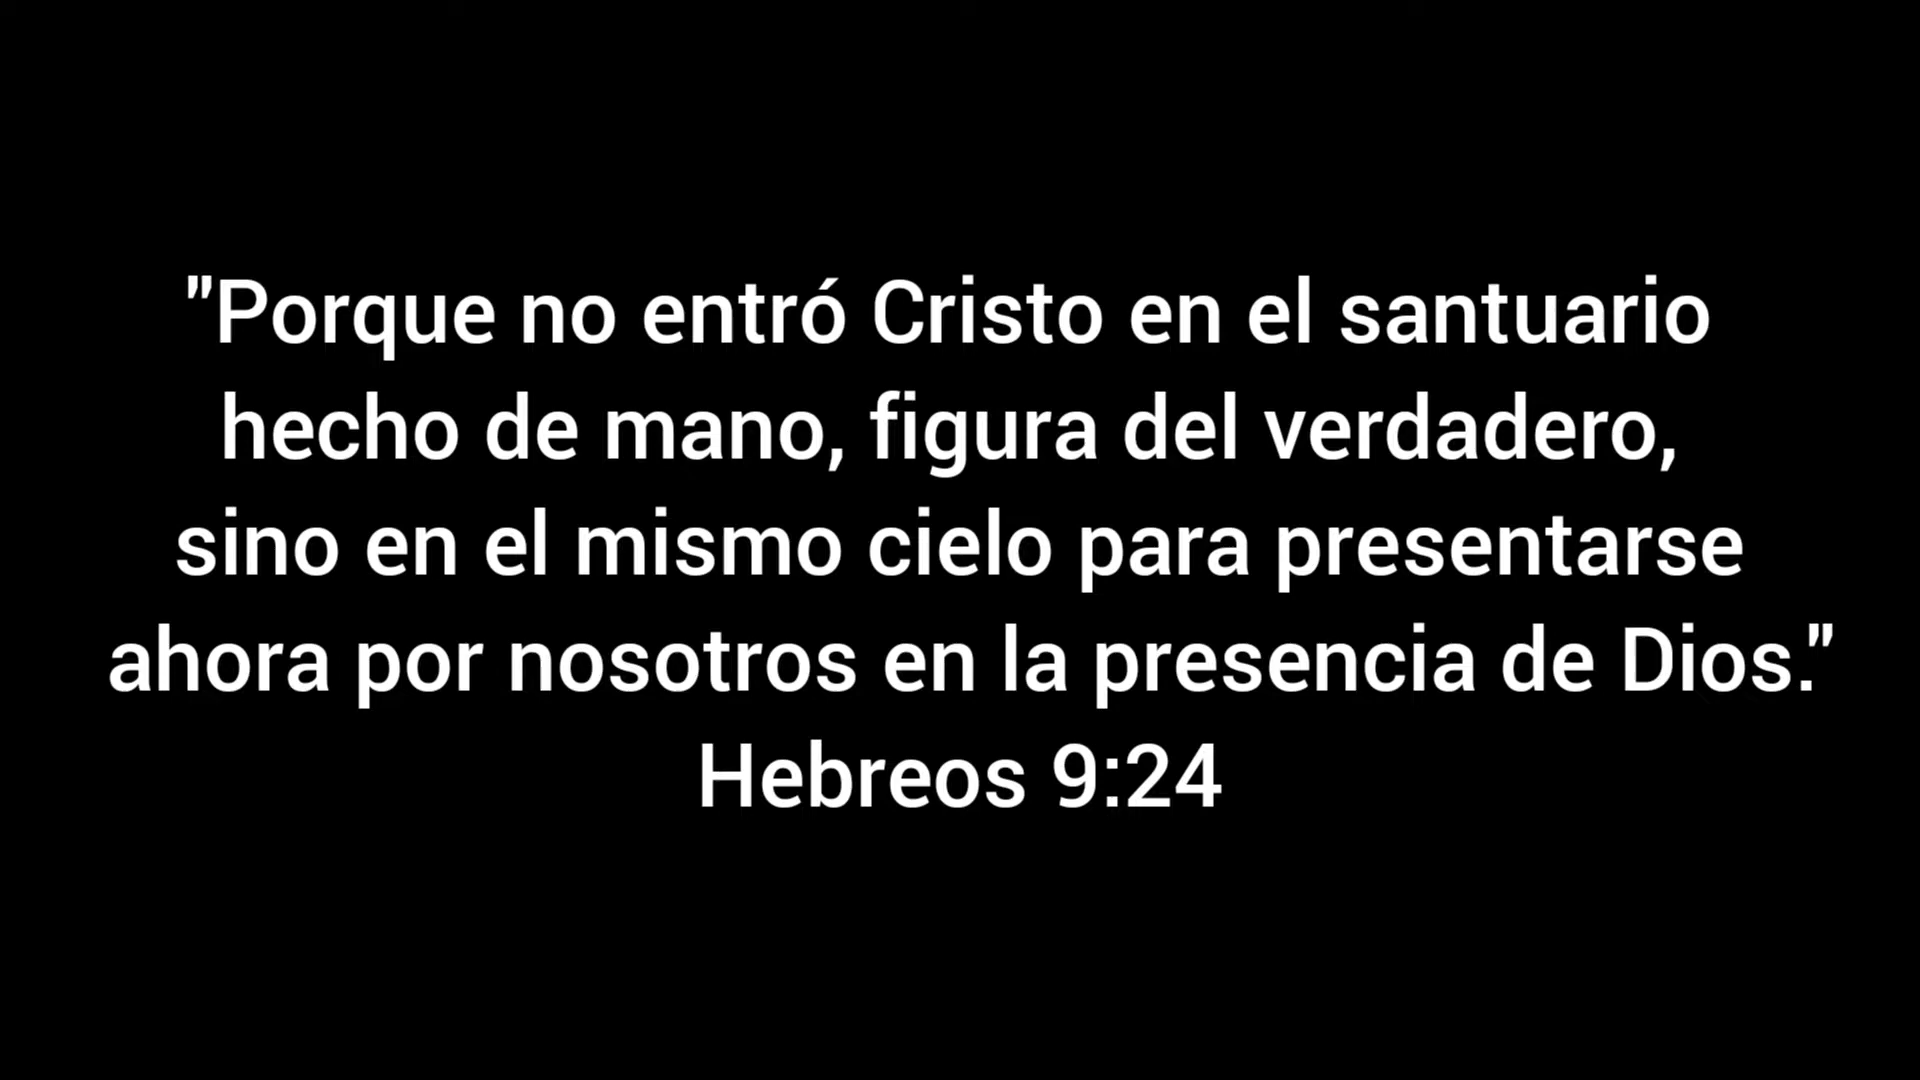 "Porque no entró Cristo en el santuario
hecho de mano, figura del verdadero,
sino en el mismo cielo para presentarse
ahora por nosotros en la presencia de Dios."
Hebreos 9:24